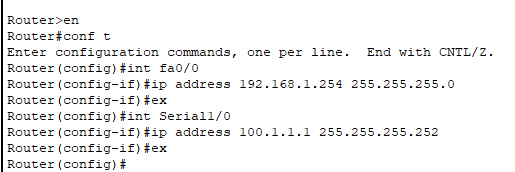 Router>en
Router#conf t
Enter configuration commands, one per line.  End with CNTL/Z.
Router(config)#int fa0/0
Router(config-if)#ip address 192.168.1.254 255.255.255.0
Router(config-if)#ex
Router(config)#int Serial1/0
Router(config-if)#ip address 100.1.1.1 255.255.255.252
Router(config-if)#ex
Router(config)#